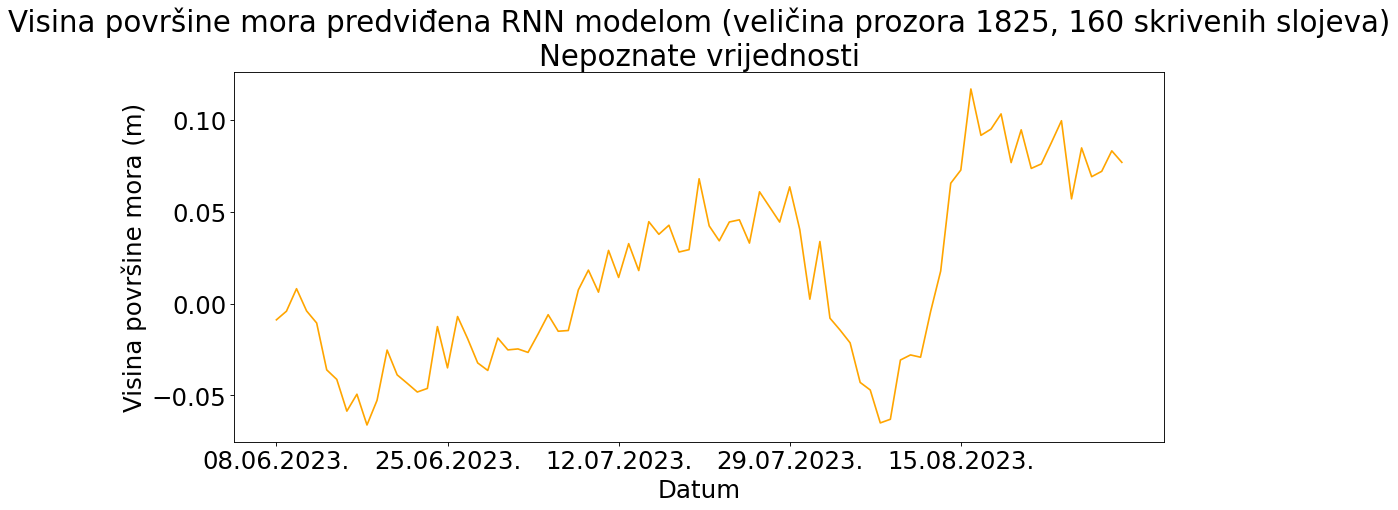 Visina površine mora predviđena RNN modelom (veličina prozora 1825, 160 skrivenih slojeva)
Nepoznate vrijednosti
Visina površine mora (m)
0.10
0.05
0.00
−0.05
08.06.2023. 25.06.2023. 12.07.2023. 29.07.2023. 15.08.2023.
Datum